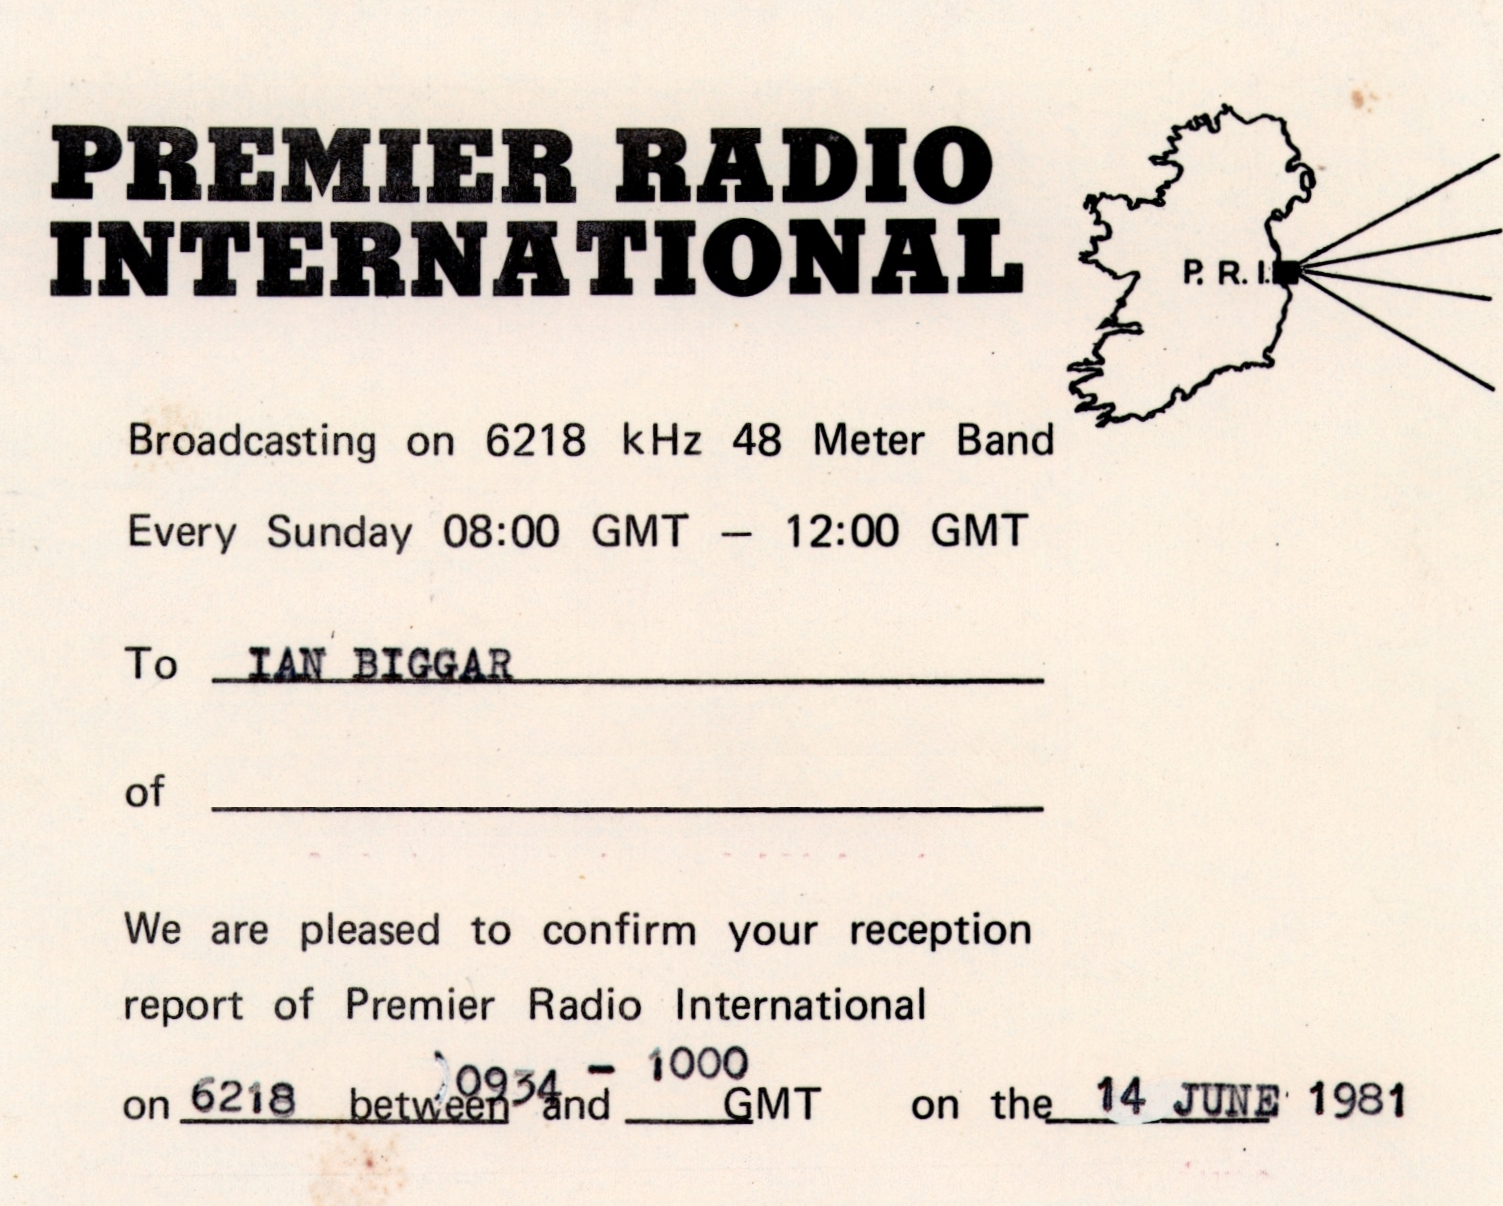 PREMIER RADIO
INTERNATIONAL
P. R. I.
Broadcasting on 6218 kHz 48 Meter Band
Every Sunday 08:00 GMT – 12:00 GMT
To IAN BIGGAR
of
We are pleased to confirm your reception
report of Premier Radio International
0934 - 1000
on 6218 between and GMT on the 14 JUNE 1981